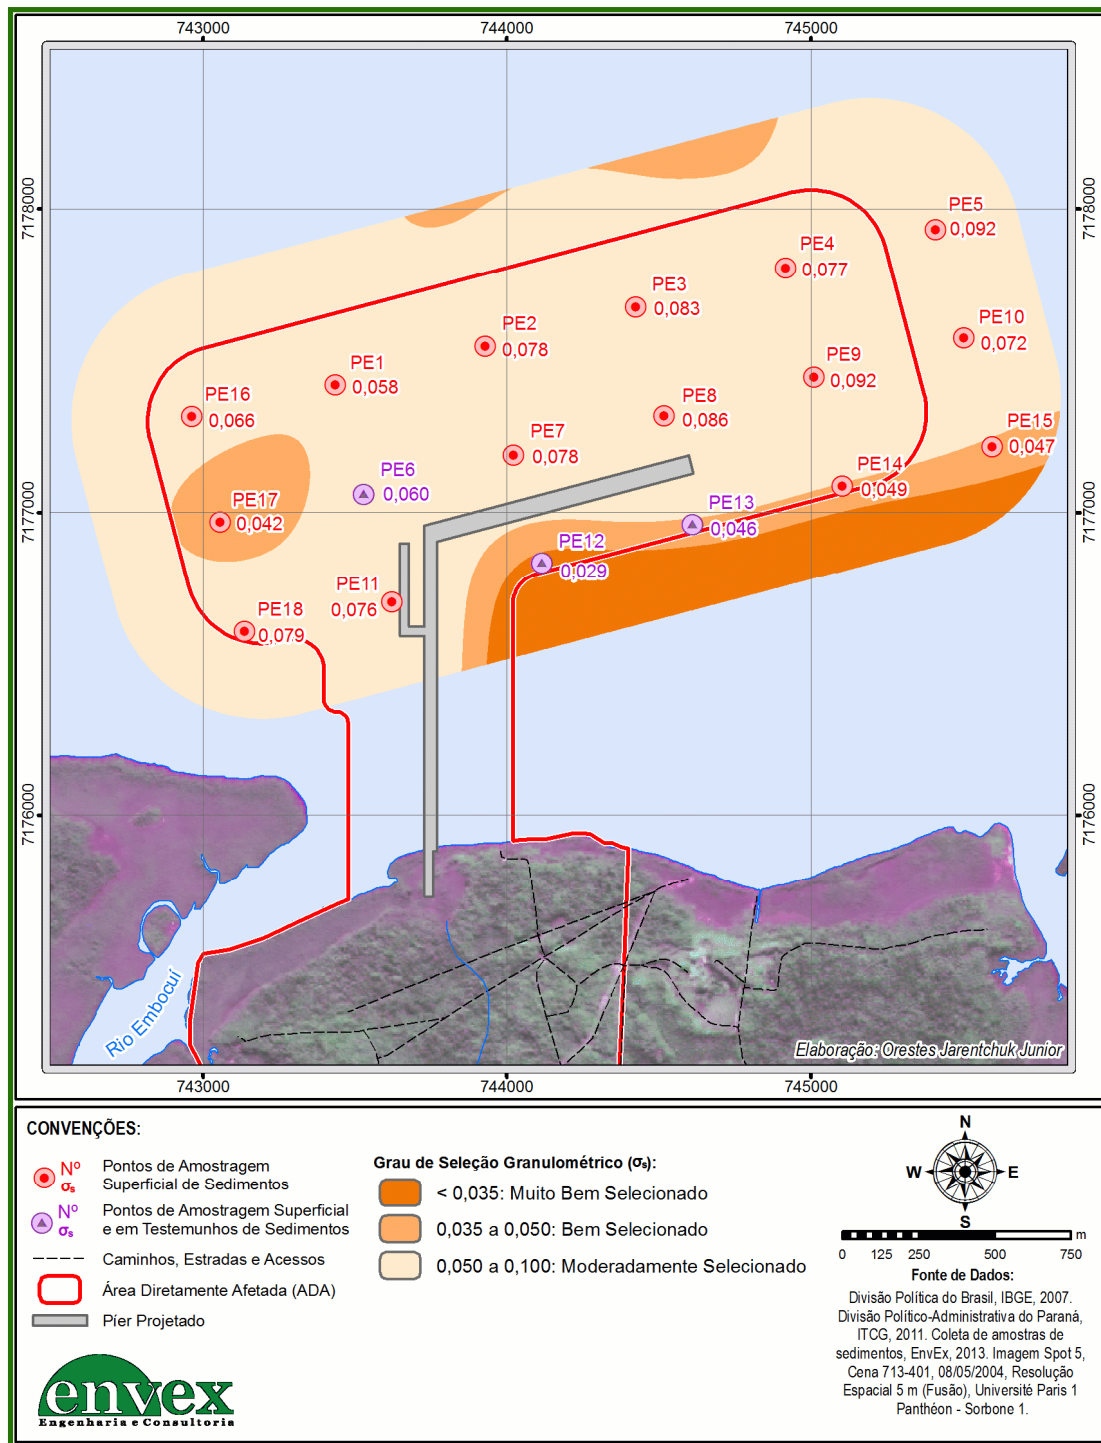 743000
744000
745000
7178000
7177000
7176000
7178000
7177000
7176000
PE5
0,092
PE4
0,077
PE3
0,083
PE2
0,078
PE10
0,072
PE1
0,058
PE9
0,092
PE16
0,066
PE8
0,086
PE15
0,047
PE7
0,078
PE6
0,060
PE14
0,049
PE17
0,042
PE13
0,046
PE12
0,029
PE11
0,076
PE18
0,079
Rio Embocuí
Elaboração: Orestes Jarentchuk Junior
743000
744000
745000
CONVENÇÕES:
Nº
σs
Pontos de Amostragem
Superficial de Sedimentos
Nº
σs
Pontos de Amostragem Superficial
e em Testemunhos de Sedimentos
Caminhos, Estradas e Acessos
Área Diretamente Afetada (ADA)
Píer Projetado
envex
Engenharia e Consultoria
Grau de Seleção Granulométrico (σs):
< 0,035: Muito Bem Selecionado
0,035 a 0,050: Bem Selecionado
0,050 a 0,100: Moderadamente Selecionado
N
W
E
S
m
0 125 250 500 750
Fonte de Dados:
Divisão Política do Brasil, IBGE, 2007.
Divisão Político-Administrativa do Paraná,
ITCG, 2011. Coleta de amostras de
sedimentos, EnvEx, 2013. Imagem Spot 5,
Cena 713-401, 08/05/2004, Resolução
Espacial 5 m (Fusão), Université Paris 1
Panthéon - Sorbone 1.